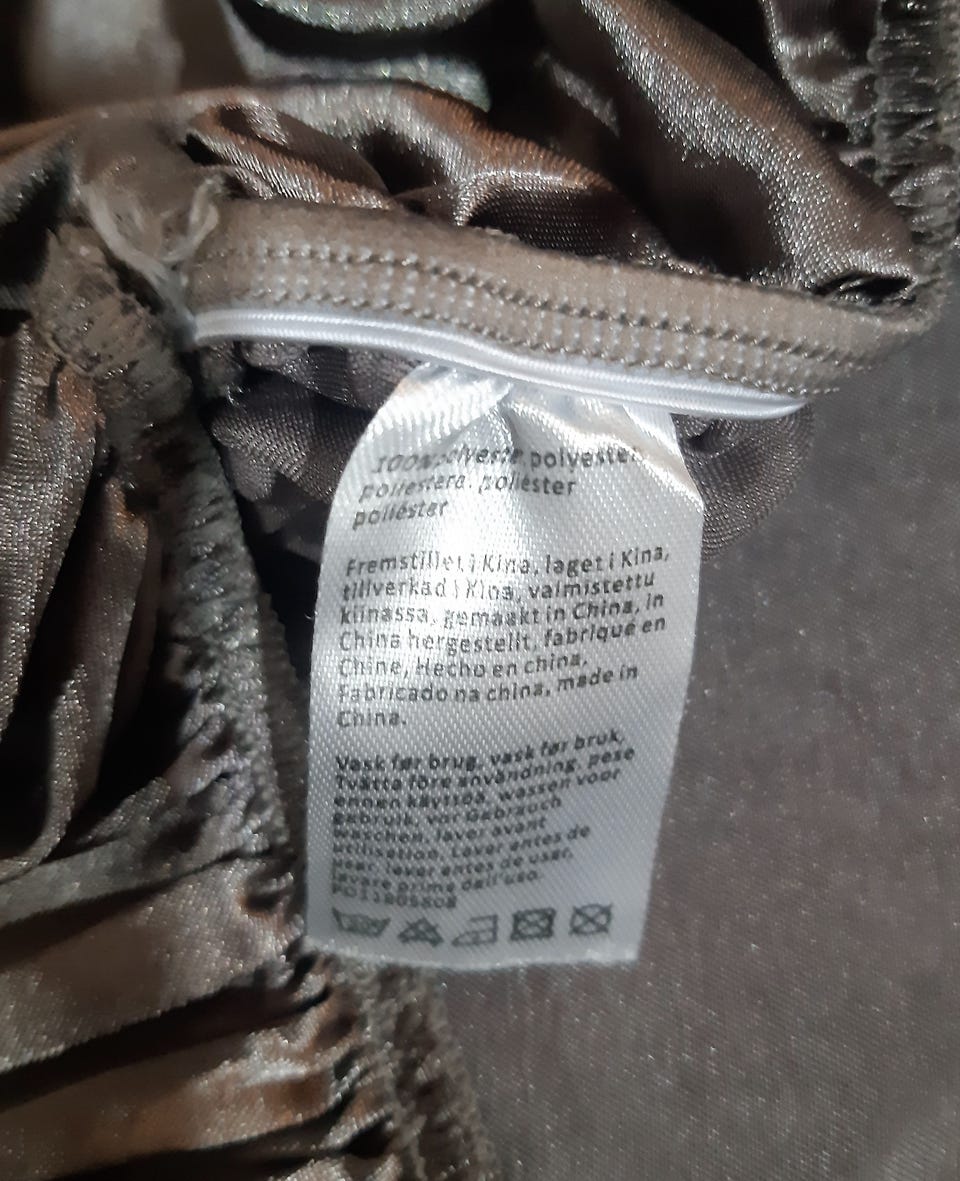 100%polyester polyester,
poliestera. poliester
poliéstar
Fremstillet i Kina, laget i Kina,
tillverkad i Kina, valmistettu
kiinassa, gemaakt in China, in
China hergestellt, fabriqué en
Chine, Hecho en china.
Fabricado na china, made in
China.
Vask før brug, vask før bruk,
Tvätta före användning, pese
ennen käyttöä, wassen voor
gebruik, vor Gebrauch
waschen, laver avant
utilisation, Lavar antes de
usar, lavar antes de usar,
lavare prima dell'uso.
PO11805808